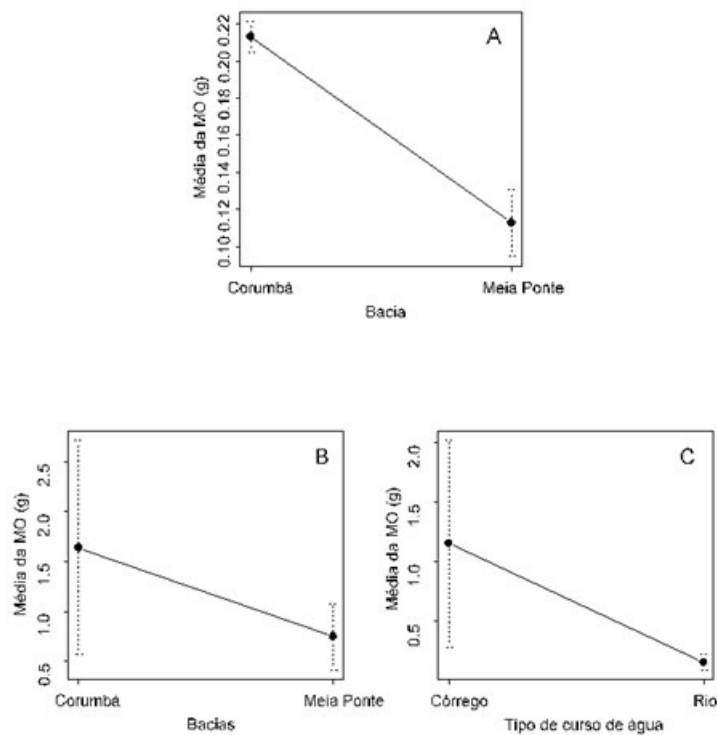 A
Média da MO (g)
0.10
0.12
0.14
0.16
0.18
0.20
0.22
Corumbá
Meia Ponte
Bacia
B
Média da MO (g)
0.5
1.0
1.5
2.0
2.5
Corumbá
Meia Ponte
Bacias
C
Média da MO (g)
0.5
1.0
1.5
2.0
Córrego
Rio
Tipo de curso de água